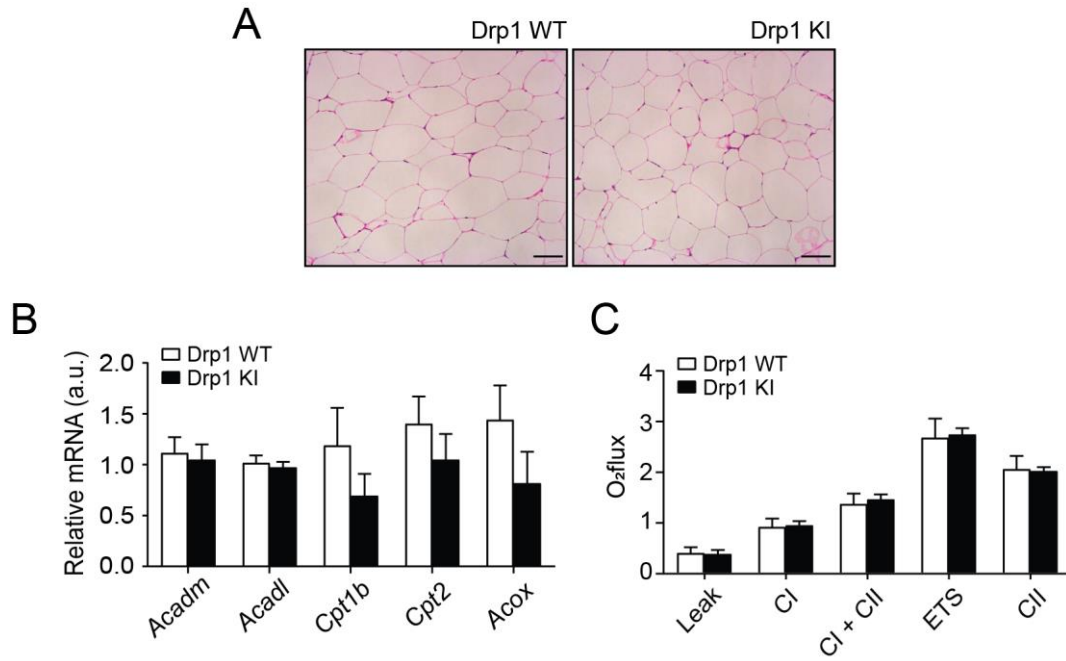 A
Drp1 WT
Drp1 KI
B
Relative mRNA (a.u.)
2.0
1.5
1.0
0.5
0.0
Drp1 WT
Drp1 KI
Acadm
Acadl
Cpt1b
Cpt2
Acox
C
O₂flux
4
3
2
1
0
Drp1 WT
Drp1 KI
Leak
CI
CI + CII
ETS
CII